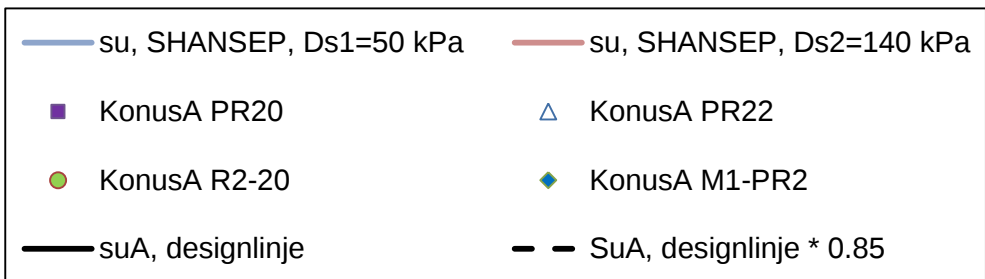 su, SHANSEP, Ds1=50 kPa su, SHANSEP, Ds2=140 kPa
KonusA PR20 KonusA PR22
KonusA R2-20 KonusA M1-PR2
suA, designlinje SuA, designlinje * 0.85